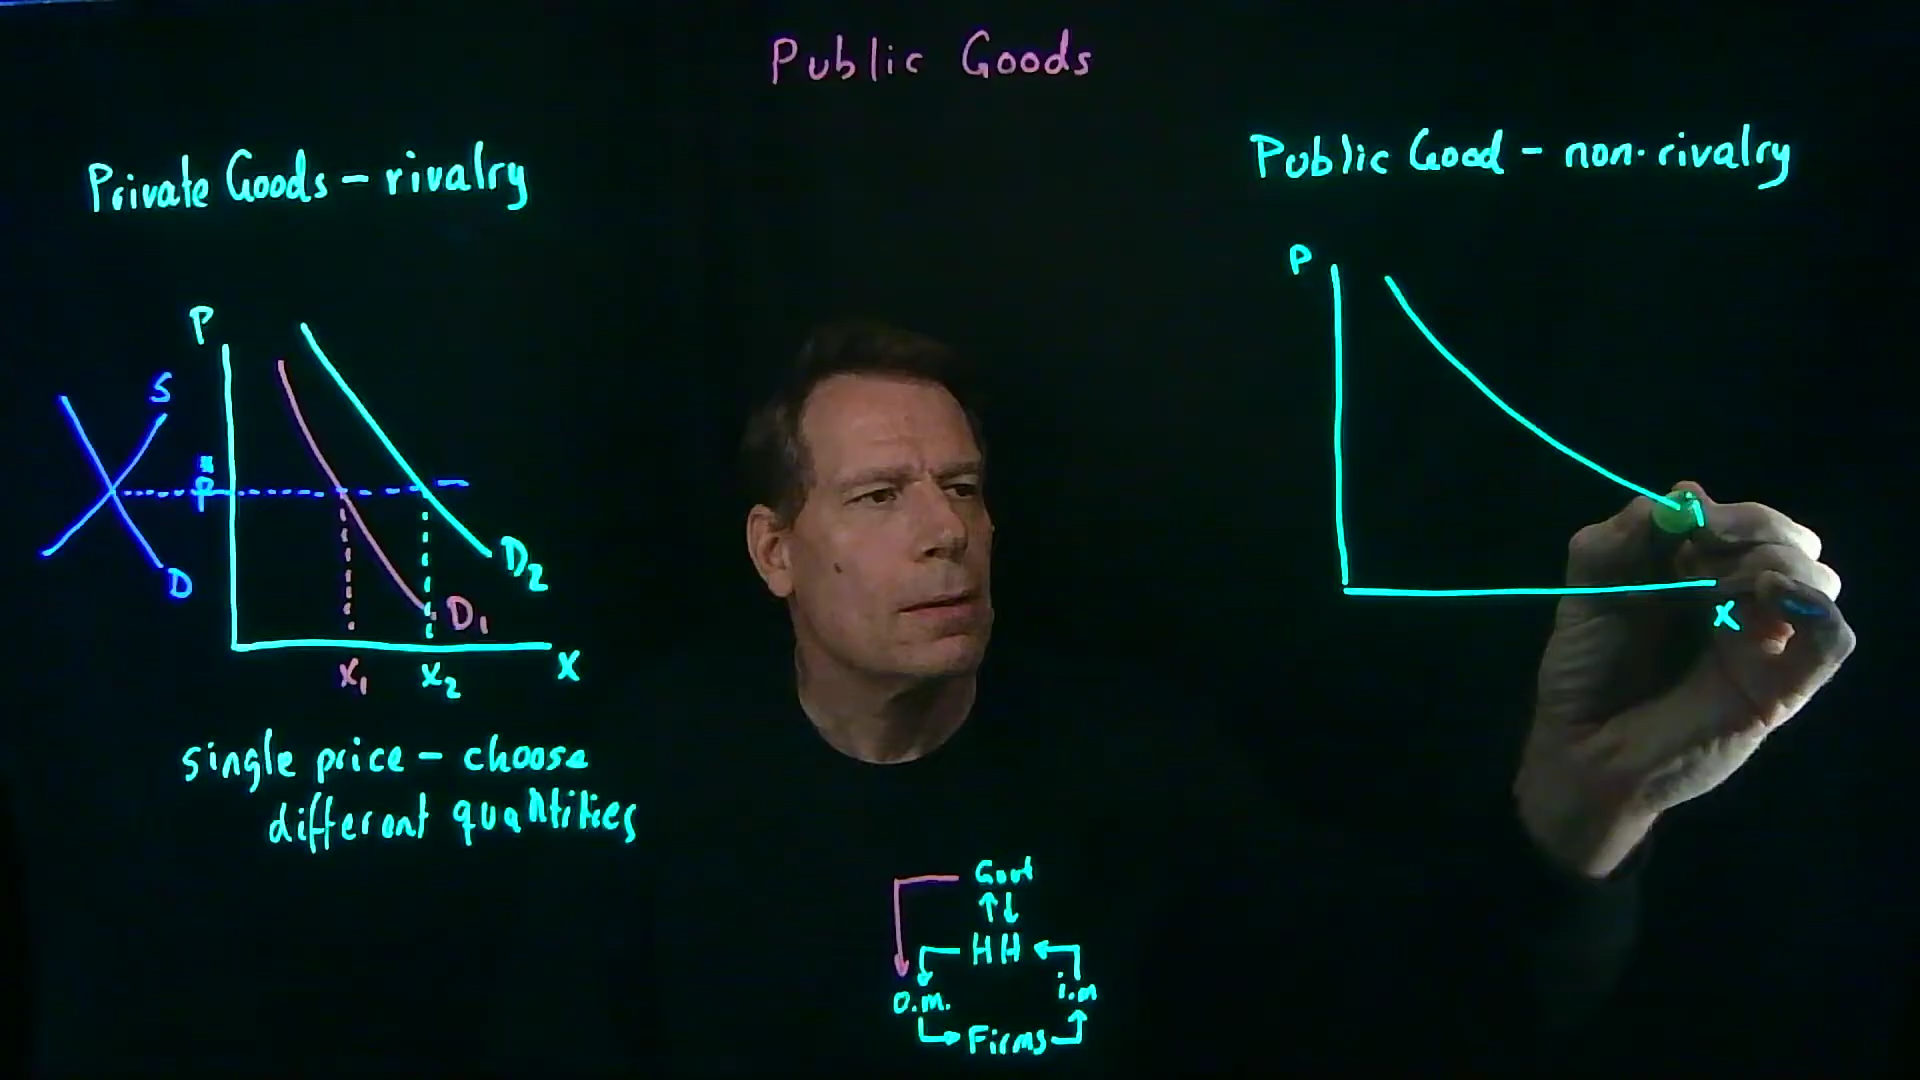 Public Goods
Private Goods - rivalry
P
S
P*
D
D2
D1
x1 x2 x
single price - choose
different quantities
Public Good - non-rivalry
P
x
Govt
HH
o.m. i.m
Firms